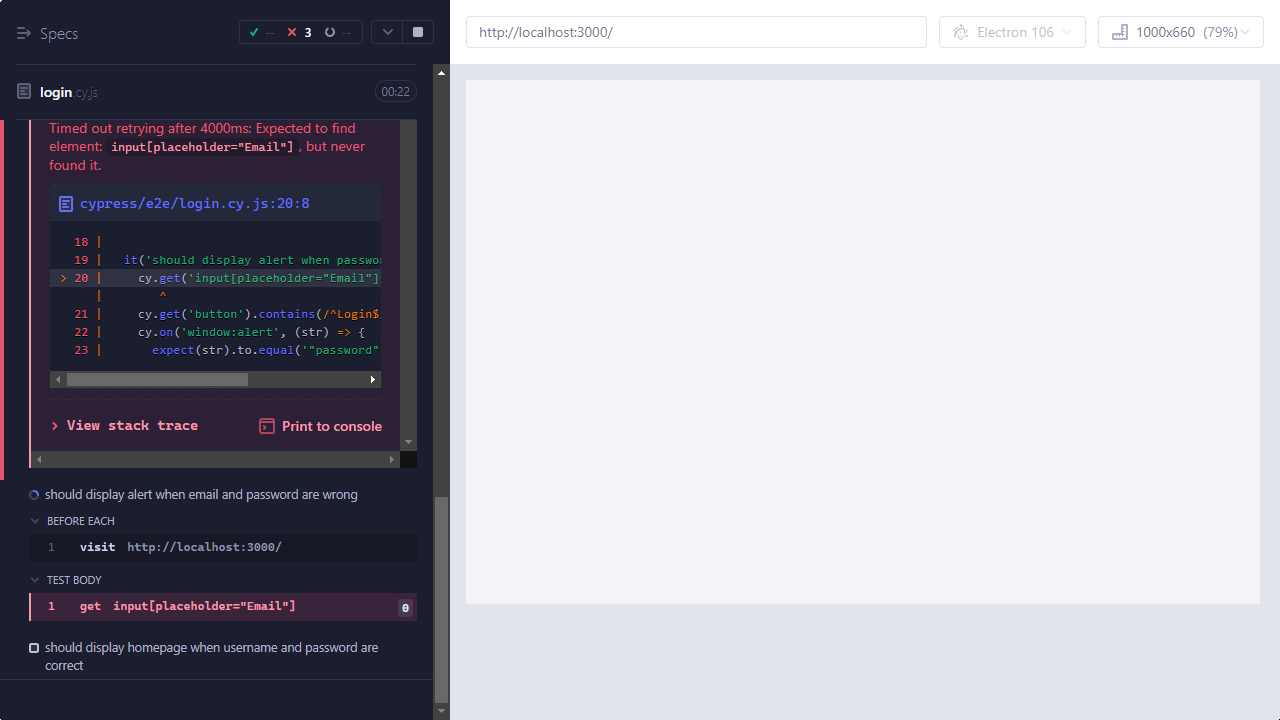 Specs
--
3
--
http://localhost:3000/
Electron 106
1000x660 (79%)
login.cy.js
00:22
Timed out retrying after 4000ms: Expected to find
element: input[placeholder="Email"], but never
found it.
cypress/e2e/login.cy.js:20:8
18 |
19 | it('should display alert when passwo
> 20 | cy.get('input[placeholder="Email"]
| ^
21 | cy.get('button').contains(/^Login$
22 | cy.on('window:alert', (str) => {
23 | expect(str).to.equal('"password"
View stack trace
Print to console
should display alert when email and password are wrong
BEFORE EACH
1 visit http://localhost:3000/
TEST BODY
1 get input[placeholder="Email"] 0
should display homepage when username and password are
correct